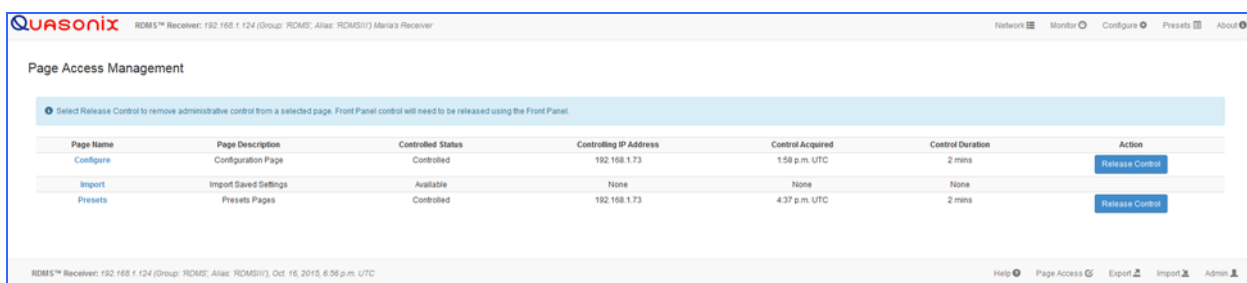 QUASONIX RDMS™ Receiver: 192.168.1.124 (Group: 'RDMS', Alias: 'RDMSIII') Maria's Receiver Network Monitor Configure Presets About
Page Access Management
Select Release Control to remove administrative control from a selected page. Front Panel control will need to be released using the Front Panel.
Page Name Page Description Controlled Status Controlling IP Address Control Acquired Control Duration Action
Configure Configuration Page Controlled 192.168.1.73 1:58 p.m. UTC 2 mins Release Control
Import Import Saved Settings Available None None None
Presets Presets Pages Controlled 192.168.1.73 4:37 p.m. UTC 2 mins Release Control
RDMS™ Receiver: 192.168.1.124 (Group: 'RDMS', Alias: 'RDMSIII'), Oct. 16, 2015, 6:56 p.m. UTC Help Page Access Export Import Admin